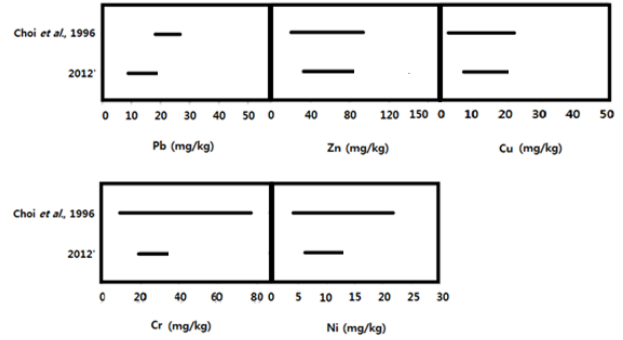 Choi et al., 1996
2012'
0 10 20 30 40 50 0 40 80 120 150 0 10 20 30 40 50
Pb (mg/kg) Zn (mg/kg) Cu (mg/kg)
Choi et al., 1996
2012'
0 20 40 60 80 0 5 10 15 20 25 30
Cr (mg/kg) Ni (mg/kg)